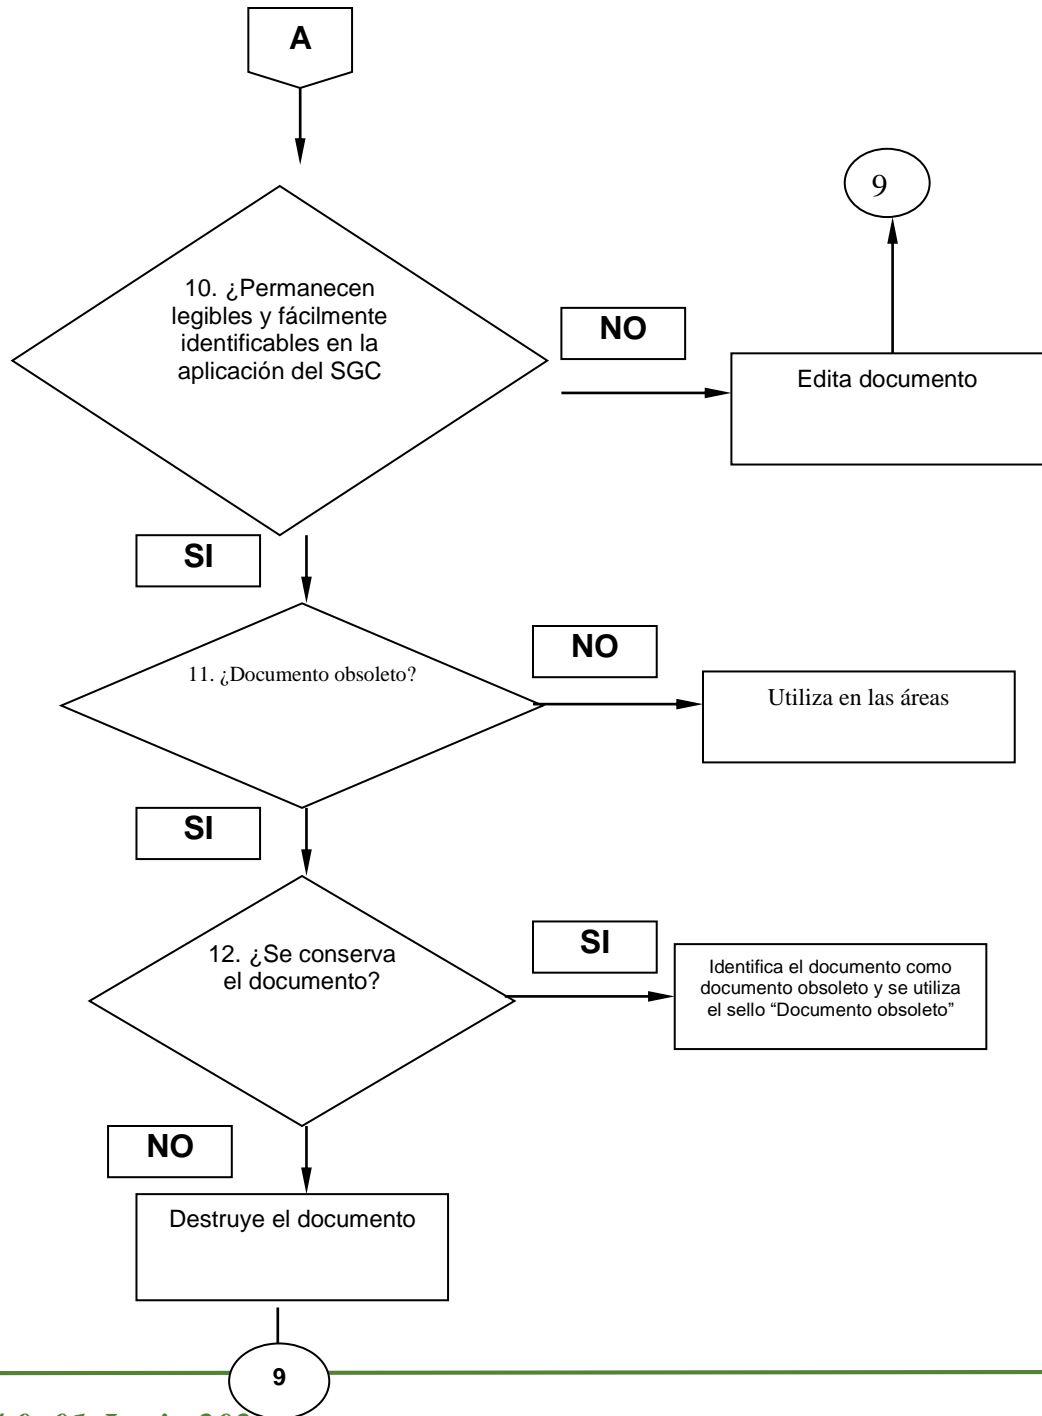 A
9
10. ¿Permanecen
legibles y fácilmente
identificables en la
aplicación del SGC
NO
Edita documento
SI
11. ¿Documento obsoleto?
NO
Utiliza en las áreas
SI
12. ¿Se conserva
el documento?
SI
Identifica el documento como
documento obsoleto y se utiliza
el sello “Documento obsoleto”
NO
Destruye el documento
9